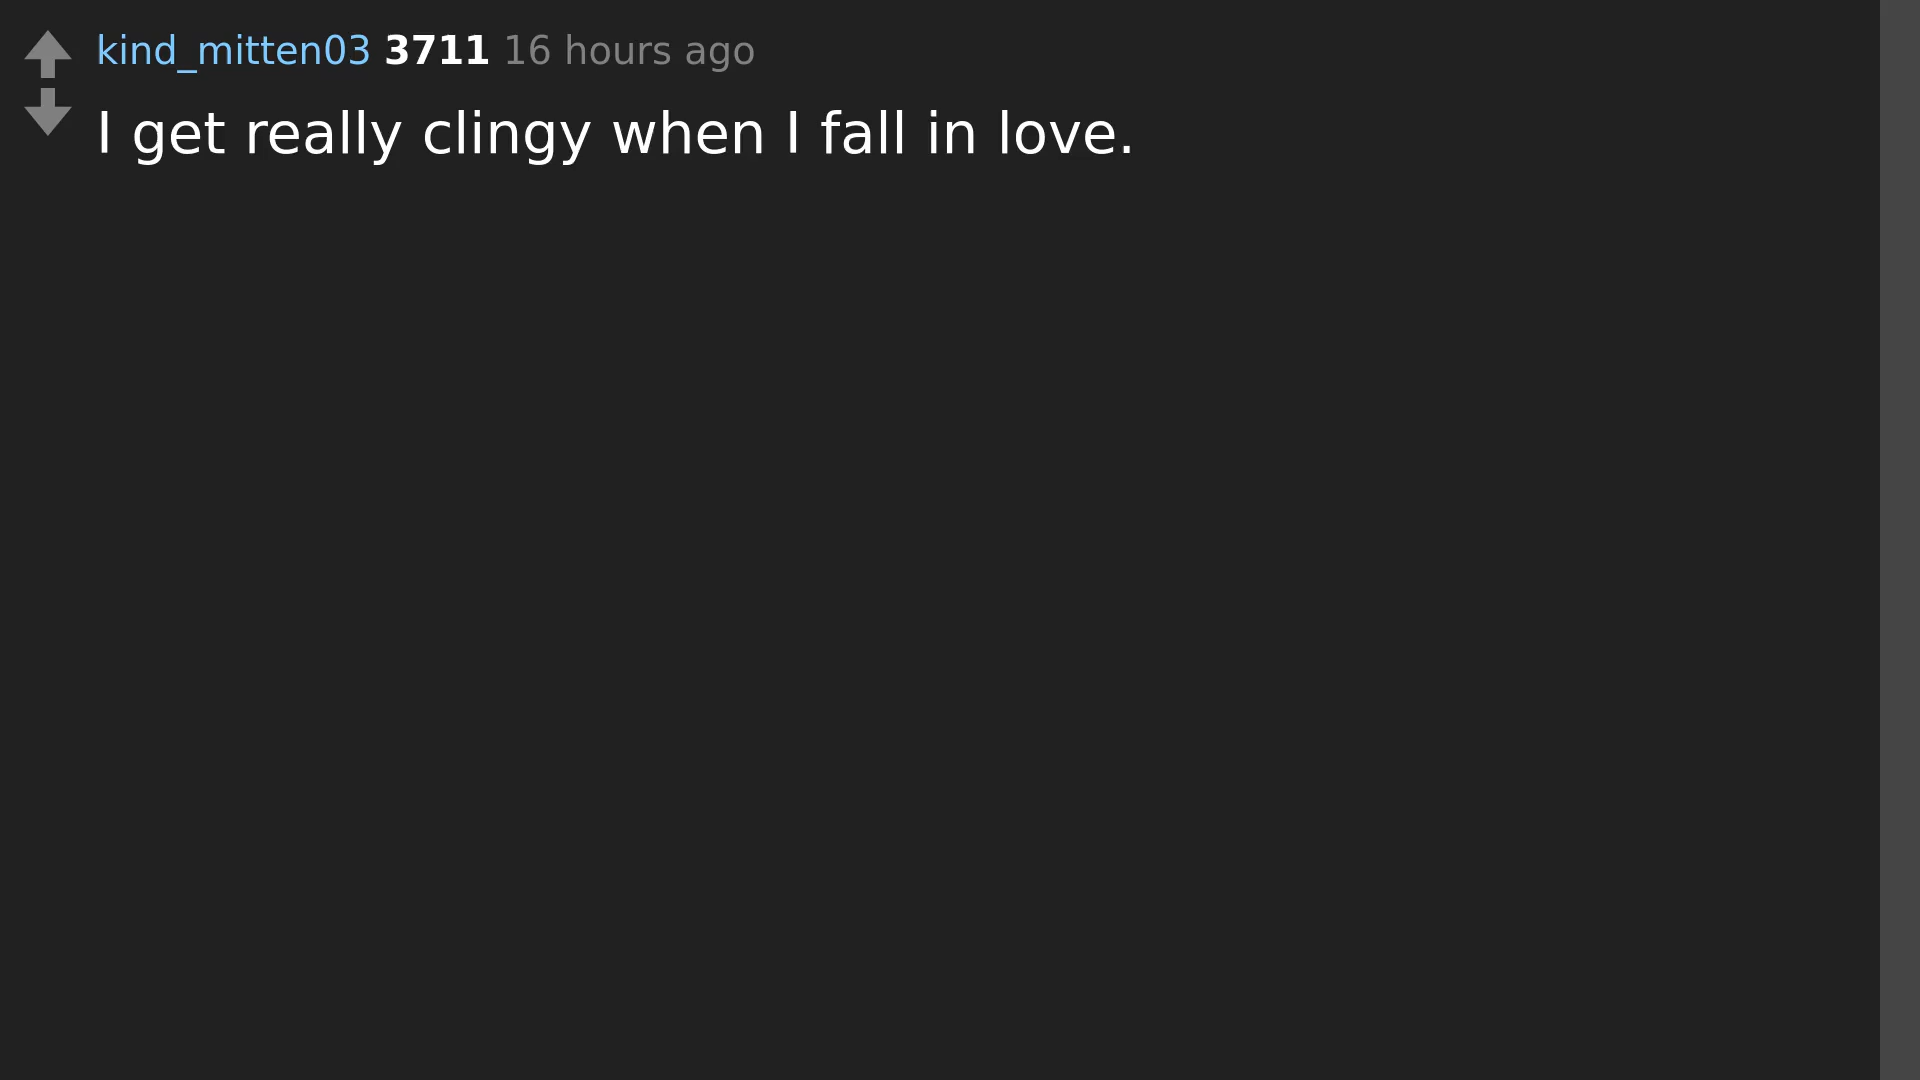 kind_mitten03 3711 16 hours ago
I get really clingy when I fall in love.